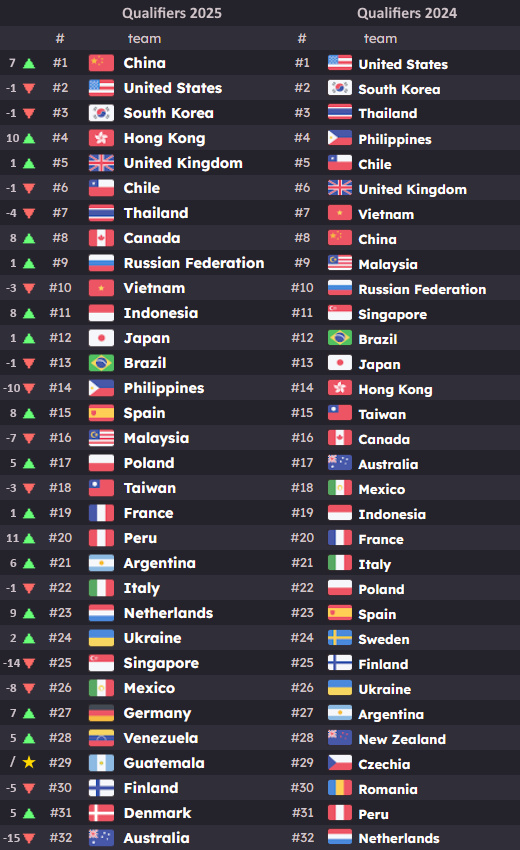 Qualifiers 2025 Qualifiers 2024
# team # team
7 #1 China #1 United States
-1 #2 United States #2 South Korea
-1 #3 South Korea #3 Thailand
10 #4 Hong Kong #4 Philippines
1 #5 United Kingdom #5 Chile
-1 #6 Chile #6 United Kingdom
-4 #7 Thailand #7 Vietnam
8 #8 Canada #8 China
1 #9 Russian Federation #9 Malaysia
-3 #10 Vietnam #10 Russian Federation
8 #11 Indonesia #11 Singapore
1 #12 Japan #12 Brazil
-1 #13 Brazil #13 Japan
-10 #14 Philippines #14 Hong Kong
8 #15 Spain #15 Taiwan
-7 #16 Malaysia #16 Canada
5 #17 Poland #17 Australia
-3 #18 Taiwan #18 Mexico
1 #19 France #19 Indonesia
11 #20 Peru #20 France
6 #21 Argentina #21 Italy
-1 #22 Italy #22 Poland
9 #23 Netherlands #23 Spain
2 #24 Ukraine #24 Sweden
-14 #25 Singapore #25 Finland
-8 #26 Mexico #26 Ukraine
7 #27 Germany #27 Argentina
5 #28 Venezuela #28 New Zealand
/ #29 Guatemala #29 Czechia
-5 #30 Finland #30 Romania
5 #31 Denmark #31 Peru
-15 #32 Australia #32 Netherlands